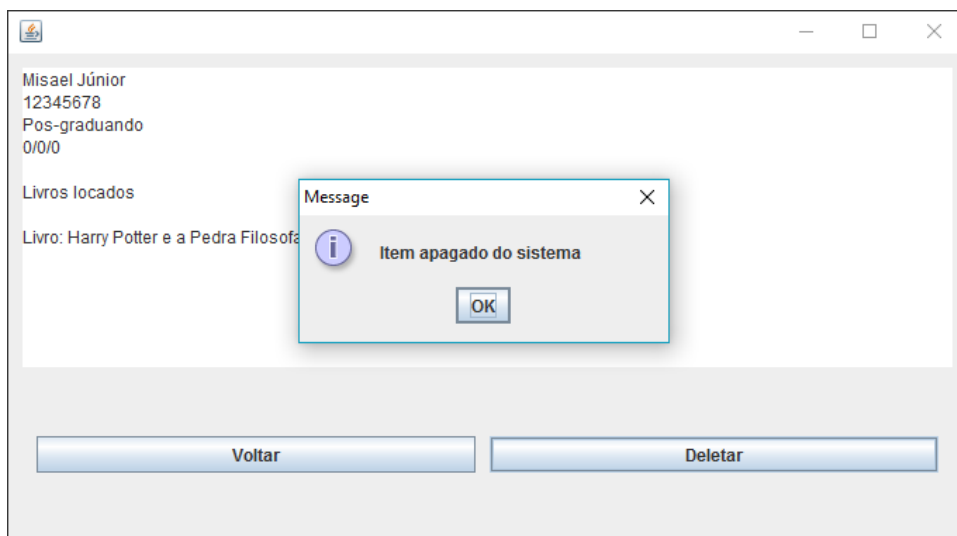 Misael Júnior
12345678
Pos-graduando
0/0/0
Livros locados
Livro: Harry Potter e a Pedra
Message
Item apagado do sistema
OK
Voltar
Deletar